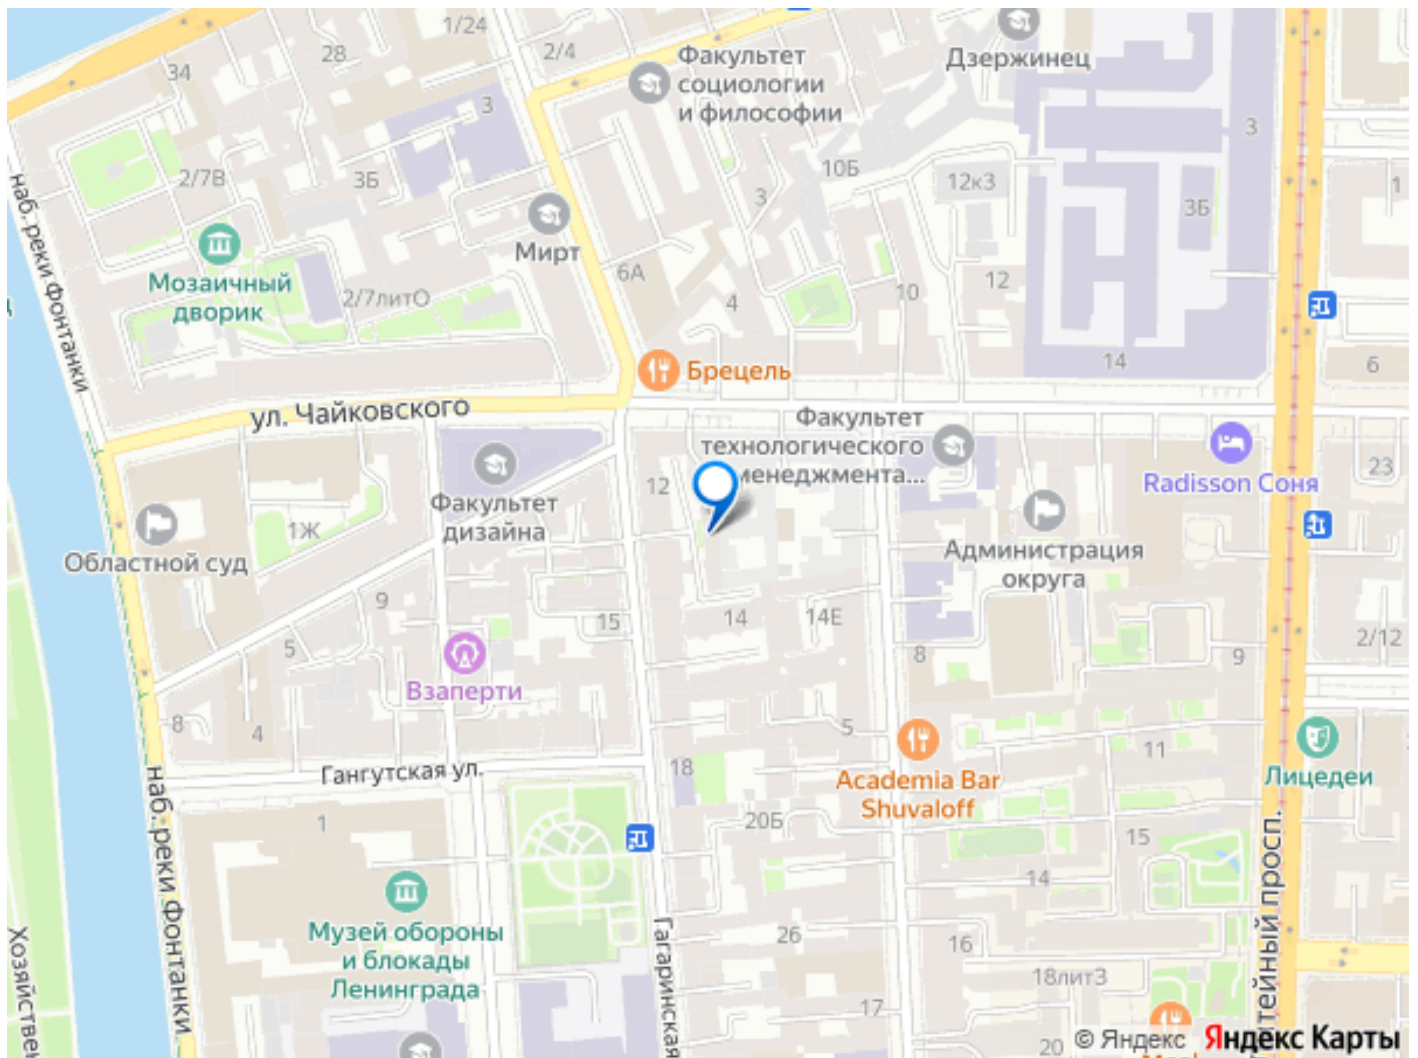 1/24
2/4
28
34
Факультет
социологии
и философии
Дзержинец
3
3
2/7В
3Б
10Б
12к3
3
3Б
1
наб. реки Фонтанки
Мозаичный
дворик
Мирт
2/7литО
6А
4
10
12
14
6
Брецель
ул. Чайковского
Факультет
технологического
менеджмента...
Radisson Соня
23
12
Факультет
дизайна
1Ж
Областной суд
Администрация
округа
9
15
14
14Е
5
8
9
2/12
Взаперти
8
4
5
11
Academia Bar
Shuvaloff
Лицедеи
Гангутская ул.
18
20Б
1
15
наб. реки Фонтанки
14
Музей обороны
и блокады
Ленинграда
26
16
18лит3
17
20
Гагаринская
тейный просп.
Хозяйствен
© Яндекс Яндекс Карты